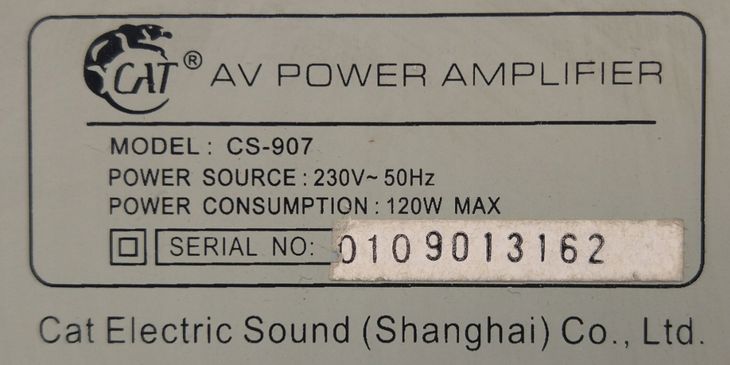 CAT® AV POWER AMPLIFIER
MODEL: CS-907
POWER SOURCE: 230V~ 50Hz
POWER CONSUMPTION: 120W MAX
SERIAL NO: 0109013162
Cat Electric Sound (Shanghai) Co., Ltd.